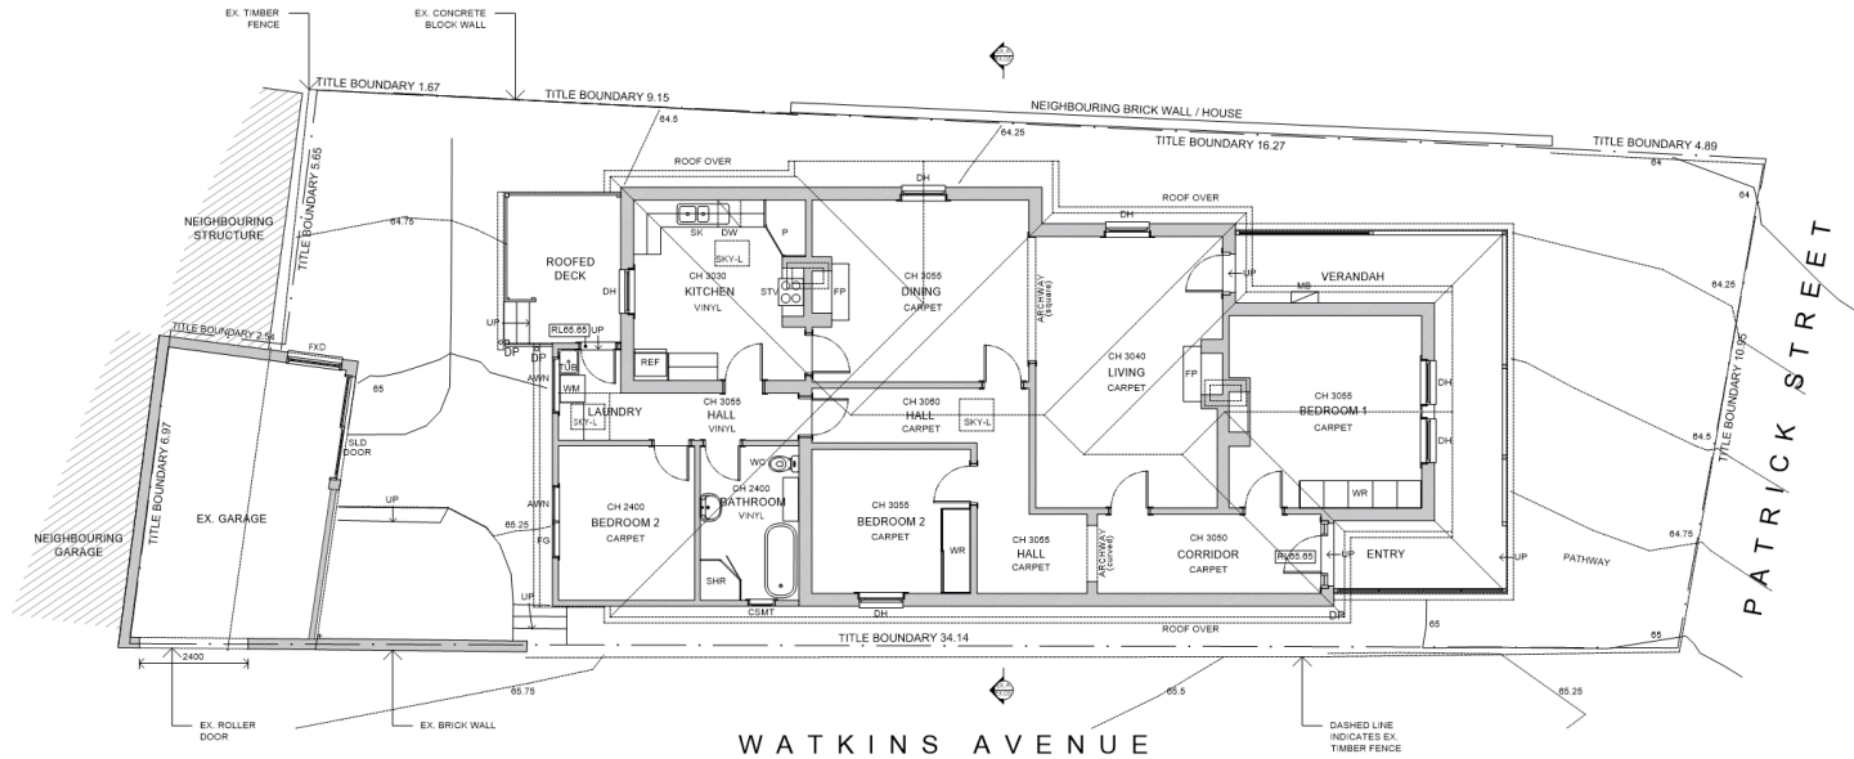 EX. TIMBER
FENCE
EX. CONCRETE
BLOCK WALL
TITLE BOUNDARY 1.67
TITLE BOUNDARY 9.15
NEIGHBOURING BRICK WALL / HOUSE
TITLE BOUNDARY 16.27
TITLE BOUNDARY 4.89
64.5
64.25
64
64
ROOF OVER
ROOF OVER
DH
DH
NEIGHBOURING
STRUCTURE
TITLE BOUNDARY 5.65
64.75
ROOFED
DECK
SK
DW
P
SKY-L
CH 3030
KITCHEN
VINYL
STV
FP
CH 3055
DINING
CARPET
ARCHWAY
(square)
UP
VERANDAH
MB
64.25
DH
UP
RL65.65
UP
DP
DP
TITLE BOUNDARY 2.54
FXD
REF
TUB
WM
AWN
65
LAUNDRY
SKY-L
CH 3055
HALL
VINYL
CH 3060
HALL
CARPET
SKY-L
CH 3040
LIVING
CARPET
FP
CH 3055
BEDROOM 1
CARPET
DH
DH
TITLE BOUNDARY 10.95
PATRICK STREET
64.5
TITLE BOUNDARY 6.97
SLD
DOOR
WC
CH 2400
BATHROOM
VINYL
UP
AWN
CH 2400
BEDROOM 2
CARPET
CH 3055
BEDROOM 2
CARPET
WR
WR
EX. GARAGE
65.25
FG
NEIGHBOURING
GARAGE
CH 3055
HALL
CARPET
ARCHWAY
(curved)
CH 3050
CORRIDOR
CARPET
RL65.65
UP
ENTRY
UP
PATHWAY
64.75
SHR
UP
CSMT
DH
DP
ROOF OVER
65
65
TITLE BOUNDARY 34.14
2400
65.75
65.5
65.25
EX. ROLLER
DOOR
EX. BRICK WALL
DASHED LINE
INDICATES EX.
TIMBER FENCE
WATKINS AVENUE